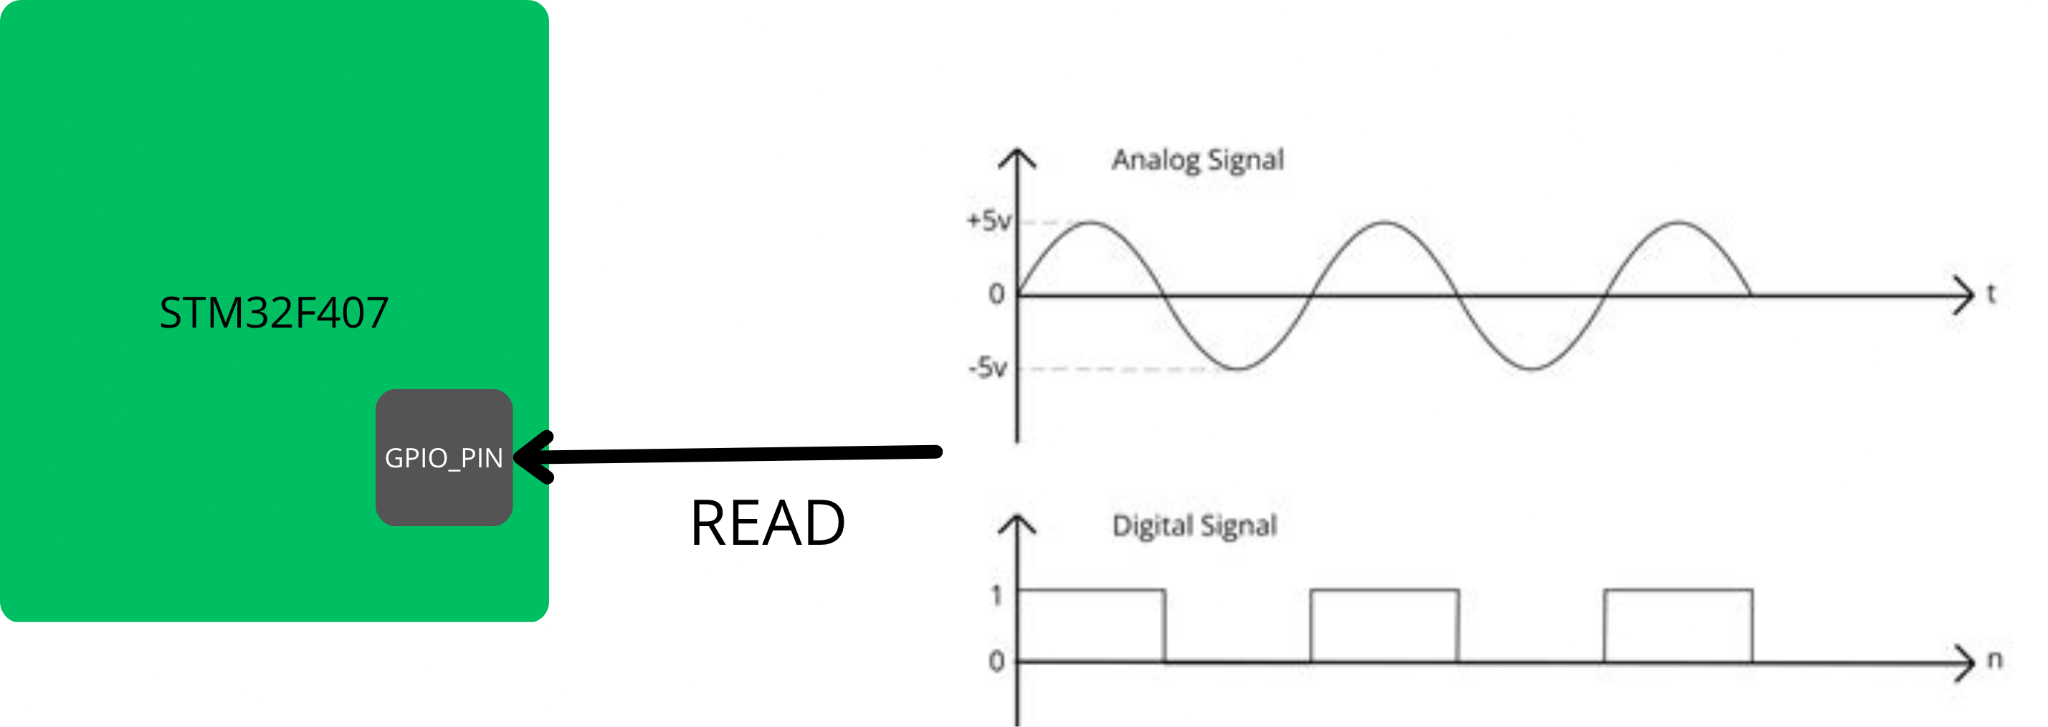 STM32F407
GPIO_PIN
READ
Analog Signal
+5v
0
t
-5v
Digital Signal
1
0
n